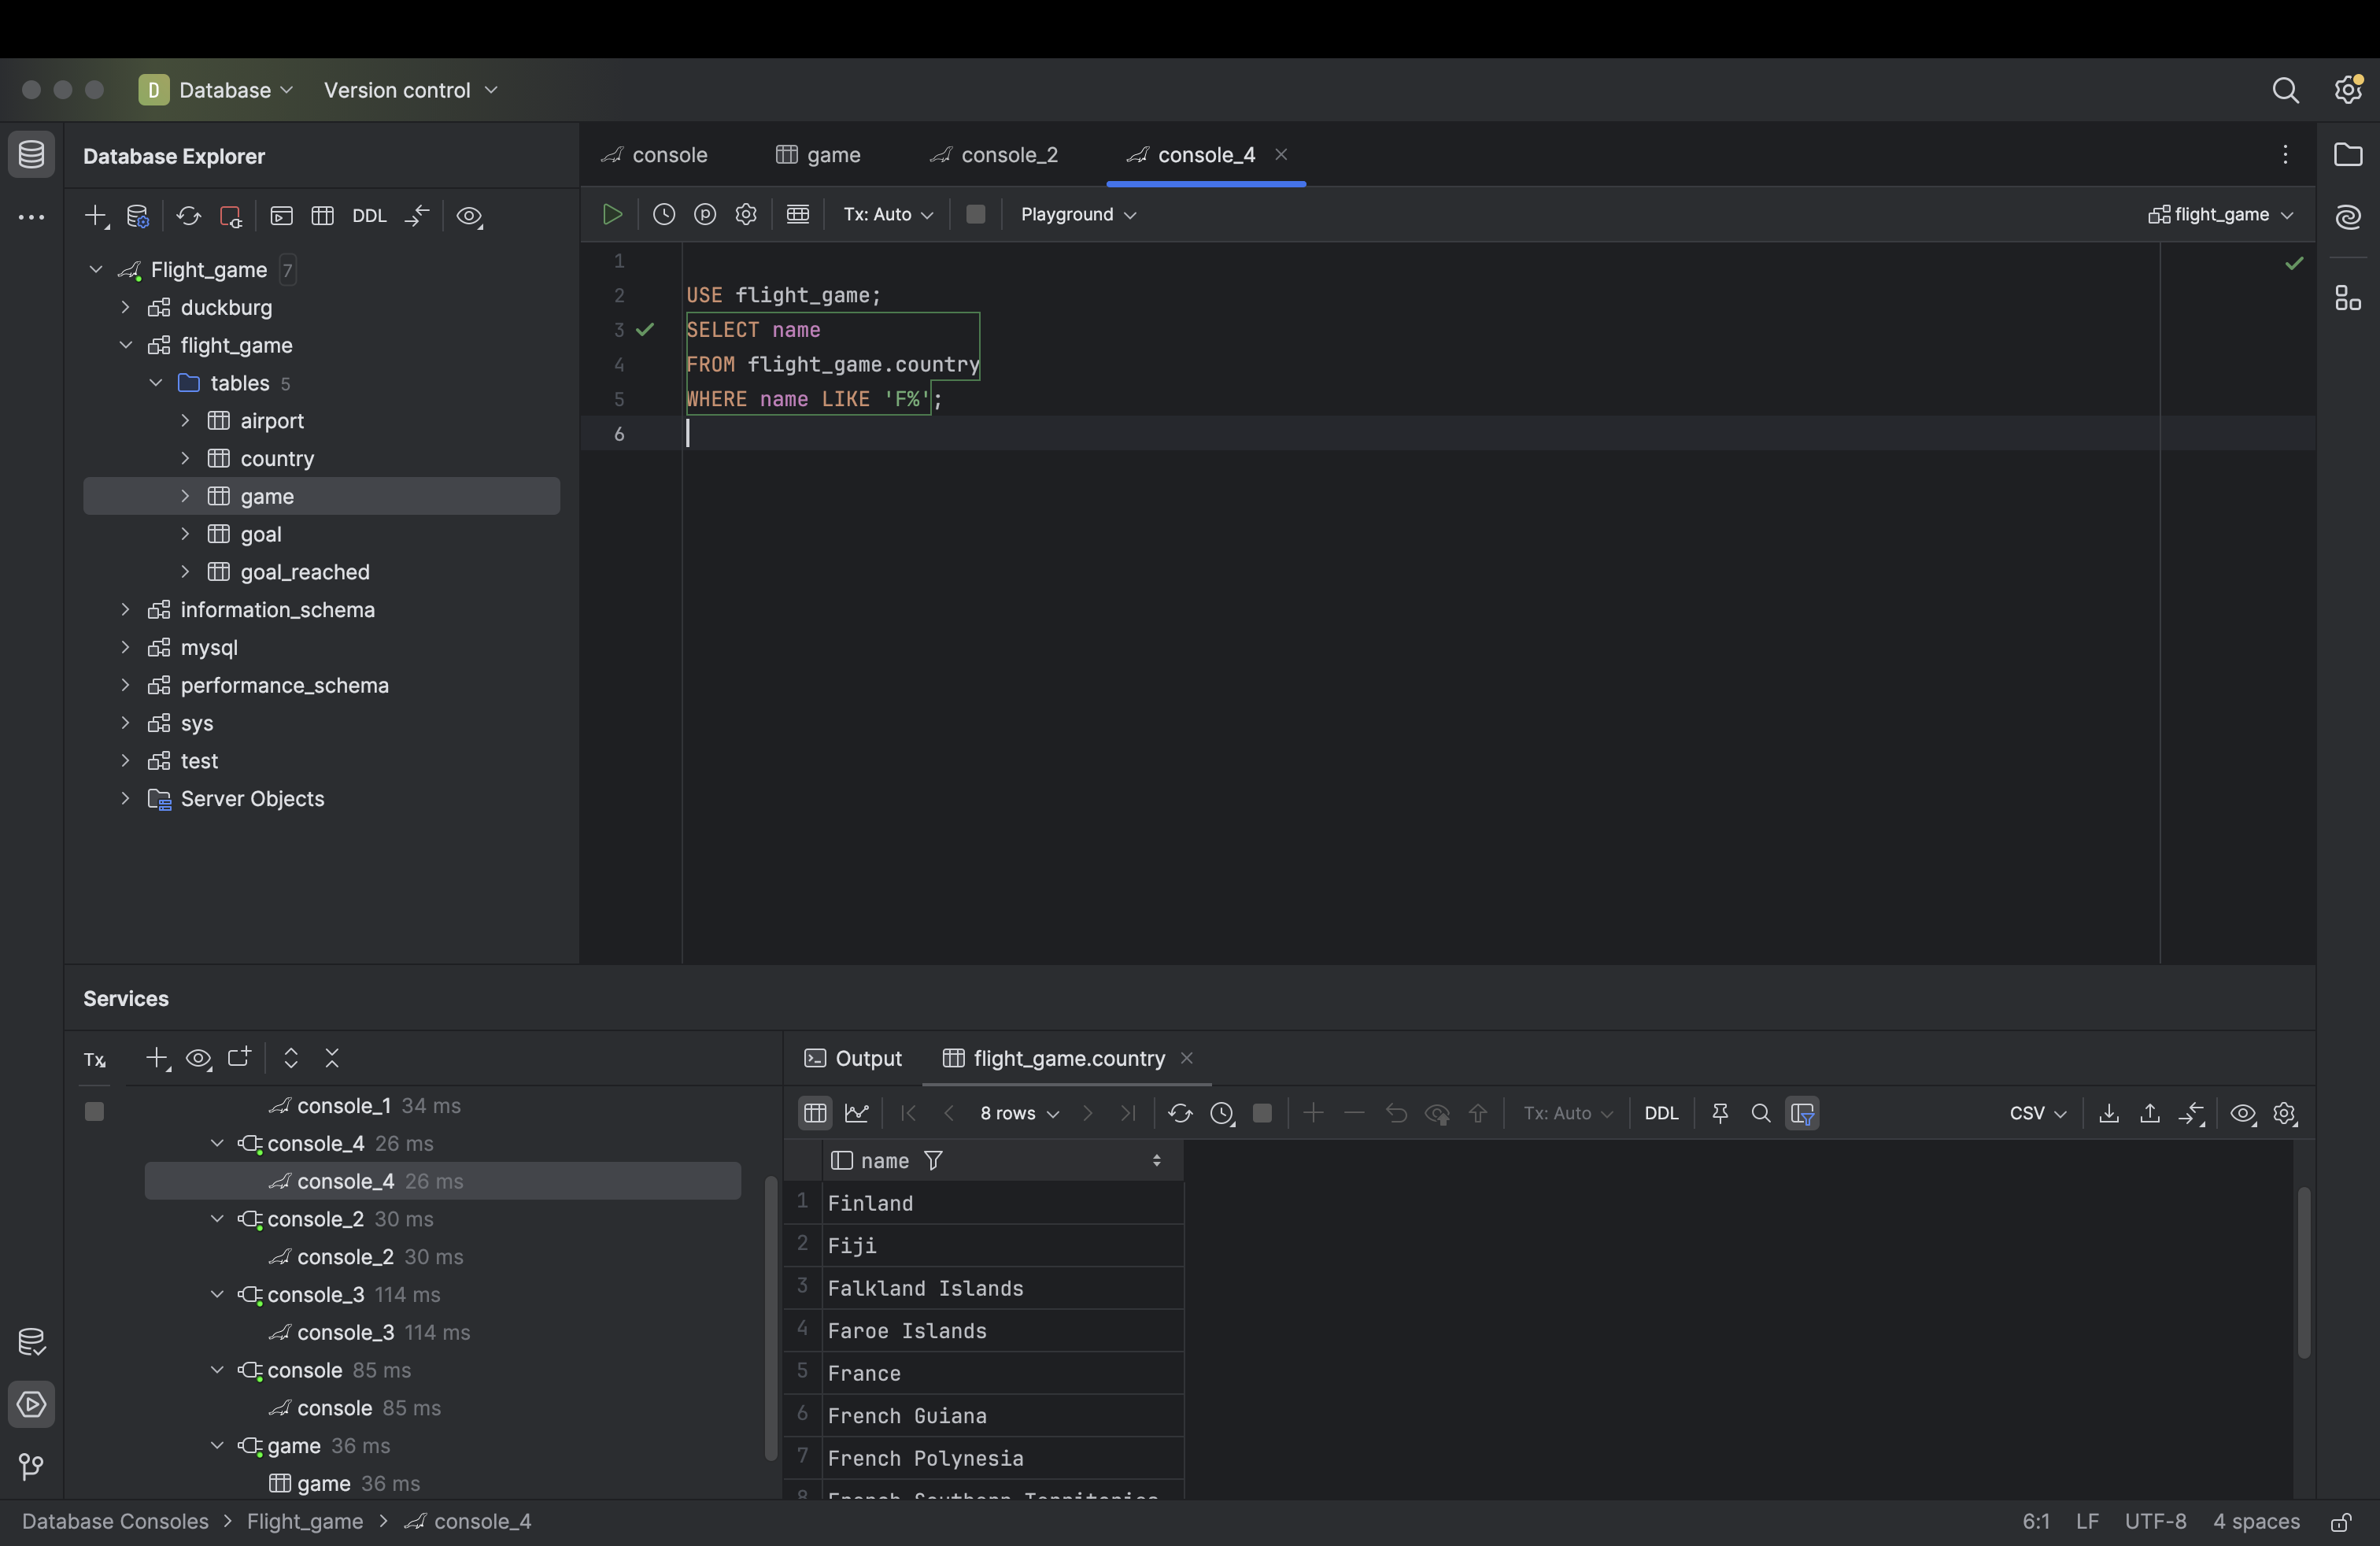 D Database Version control
Database Explorer
DDL
Flight_game 7
duckburg
flight_game
tables 5
airport
country
game
goal
goal_reached
information_schema
mysql
performance_schema
sys
test
Server Objects
console game console_2 console_4
Tx: Auto Playground flight_game
1
2 USE flight_game;
3 SELECT name
4 FROM flight_game.country
5 WHERE name LIKE 'F%';
6
Services
Tx
console_1 34 ms
console_4 26 ms
console_4 26 ms
console_2 30 ms
console_2 30 ms
console_3 114 ms
console_3 114 ms
console 85 ms
console 85 ms
game 36 ms
game 36 ms
Output flight_game.country
8 rows Tx: Auto DDL CSV
name
1 Finland
2 Fiji
3 Falkland Islands
4 Faroe Islands
5 France
6 French Guiana
7 French Polynesia
8 French Southern Territories
Database Consoles > Flight_game > console_4
6:1 LF UTF-8 4 spaces